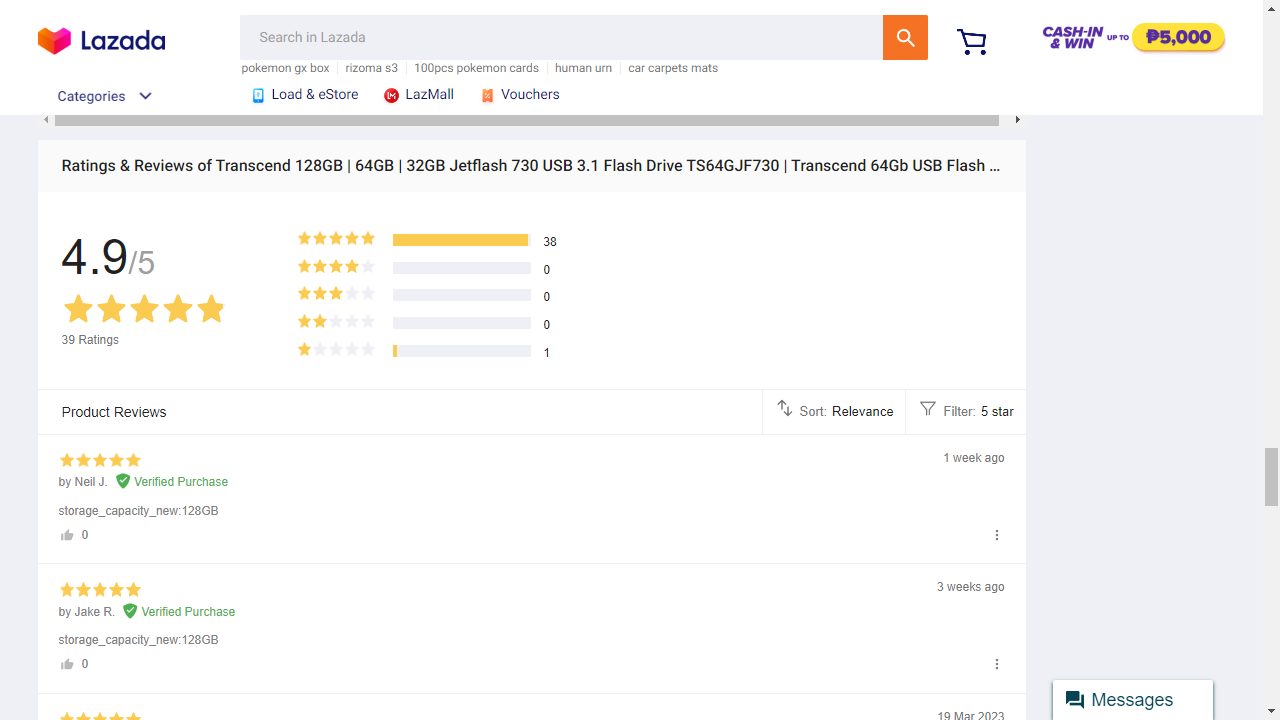 Lazada
Search in Lazada
CASH-IN & WIN UP TO ₱5,000
pokemon gx box rizoma s3 100pcs pokemon cards human urn car carpets mats
Categories Load & eStore LazMall Vouchers
Ratings & Reviews of Transcend 128GB | 64GB | 32GB Jetflash 730 USB 3.1 Flash Drive TS64GJF730 | Transcend 64Gb USB Flash ...
4.9/5
39 Ratings
38
0
0
0
1
Product Reviews Sort: Relevance Filter: 5 star
1 week ago
by Neil J. Verified Purchase
storage_capacity_new:128GB
0
3 weeks ago
by Jake R. Verified Purchase
storage_capacity_new:128GB
0
Messages
19 Mar 2023